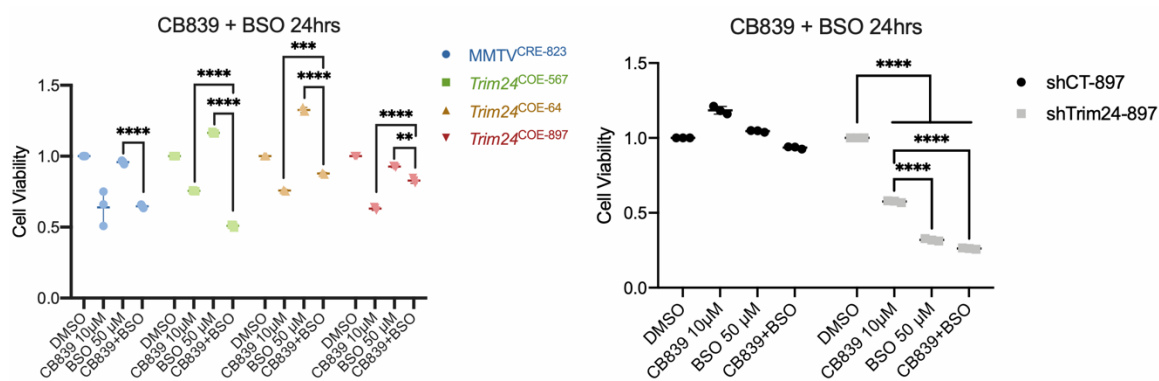 CB839 + BSO 24hrs
****
****
****
***
****
****
**
1.5
1.0
0.5
0.0
Cell Viability
DMSO
CB839 10µM
BSO 50 µM
CB839+BSO
DMSO
CB839 10µM
BSO 50 µM
CB839+BSO
DMSO
CB839 10µM
BSO 50 µM
CB839+BSO
DMSO
CB839 10µM
BSO 50 µM
CB839+BSO
MMTVCRE-823
Trim24COE-567
Trim24COE-64
Trim24COE-897
CB839 + BSO 24hrs
****
****
****
1.5
1.0
0.5
0.0
Cell Viability
DMSO
CB839 10µM
BSO 50 µM
CB839+BSO
DMSO
CB839 10µM
BSO 50 µM
CB839+BSO
shCT-897
shTrim24-897